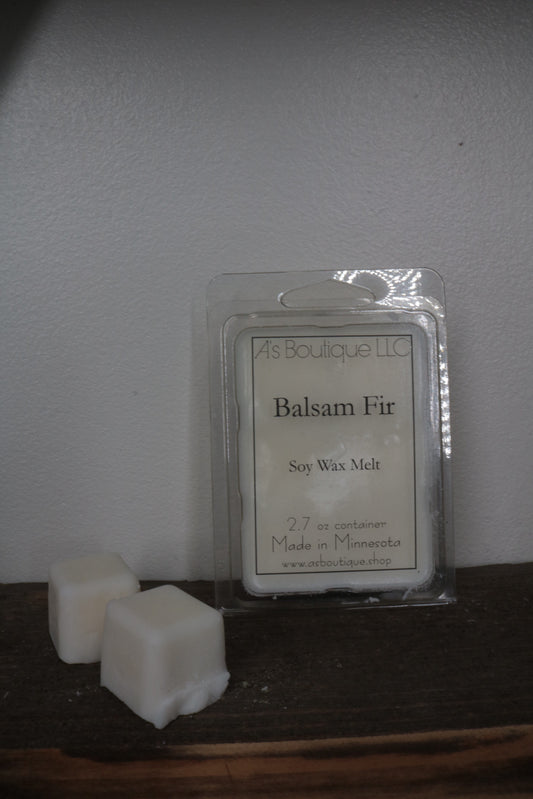 A's Boutique LLC
Balsam Fir
Soy Wax Melt
2.7 oz container
Made in Minnesota
www.asboutique.shop